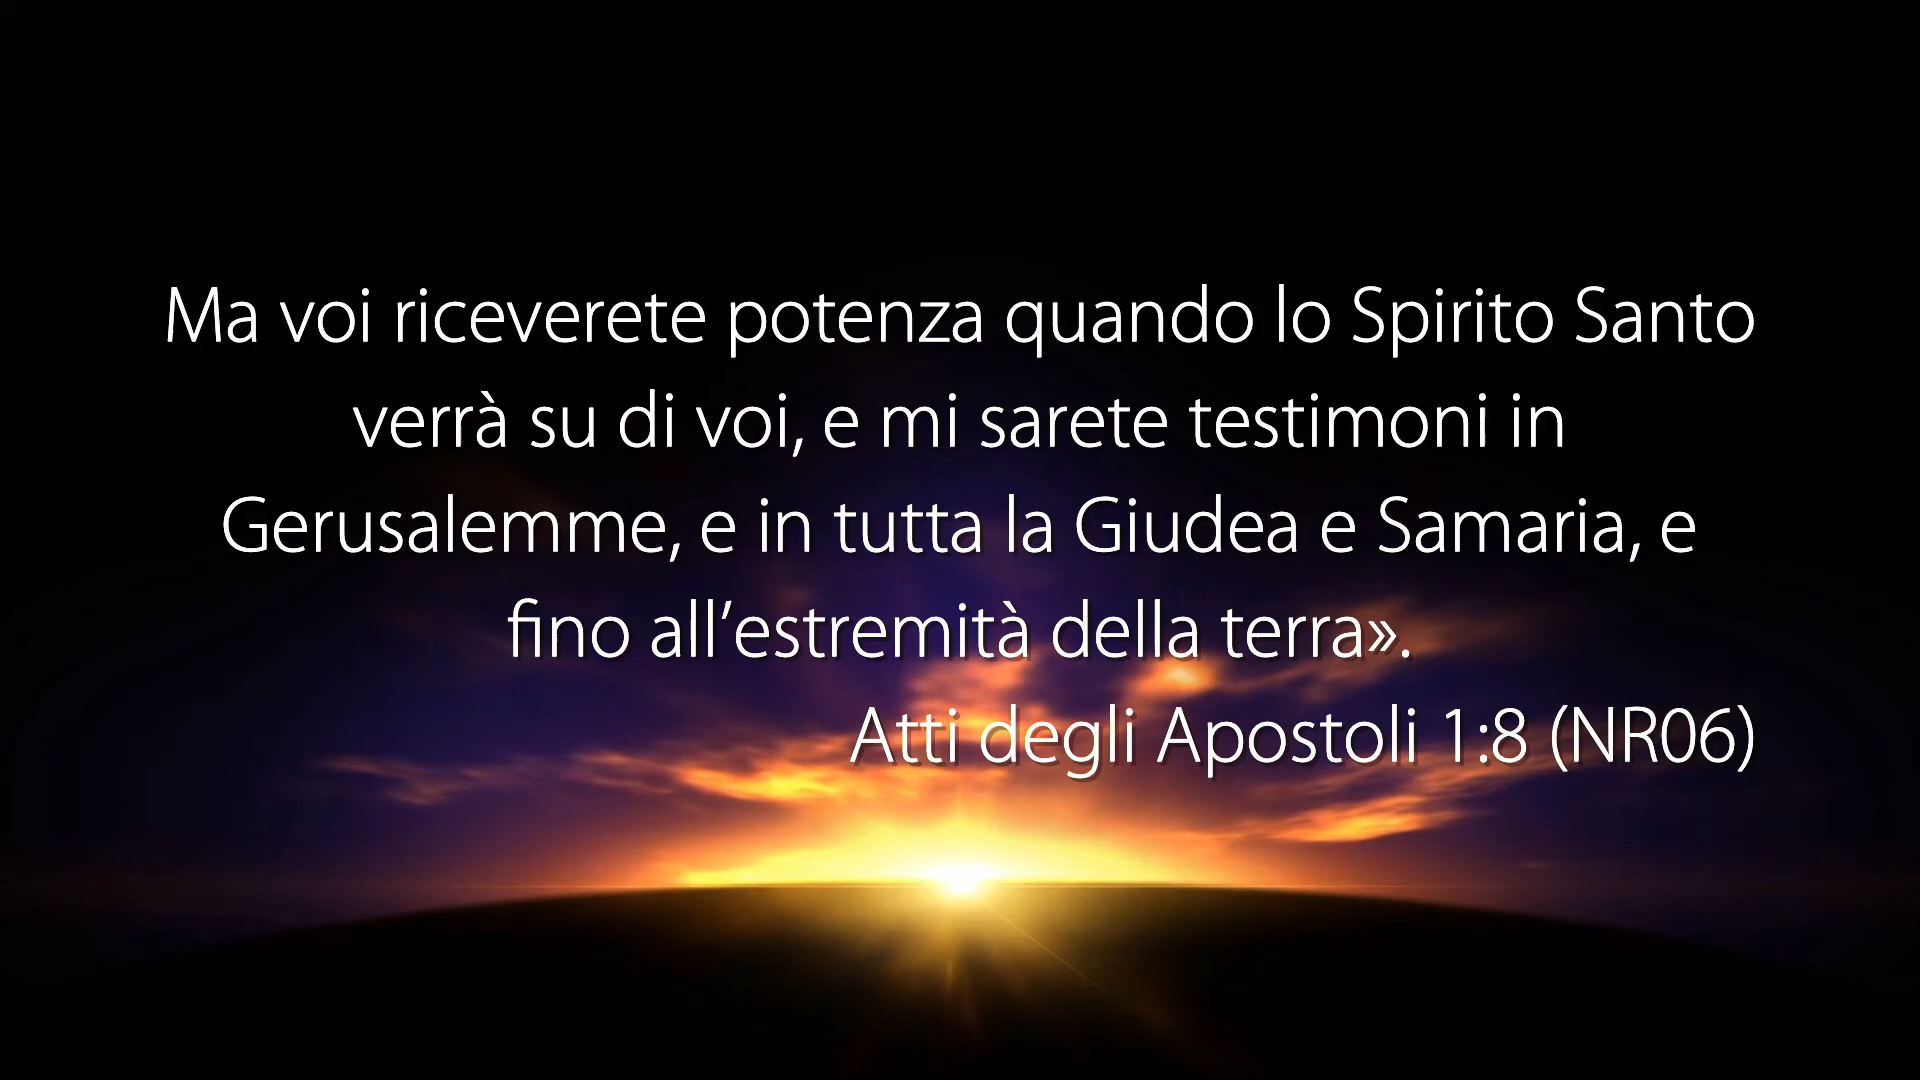 Ma voi riceverete potenza quando lo Spirito Santo
verrà su di voi, e mi sarete testimoni in
Gerusalemme, e in tutta la Giudea e Samaria, e
fino all’estremità della terra».
Atti degli Apostoli 1:8 (NR06)